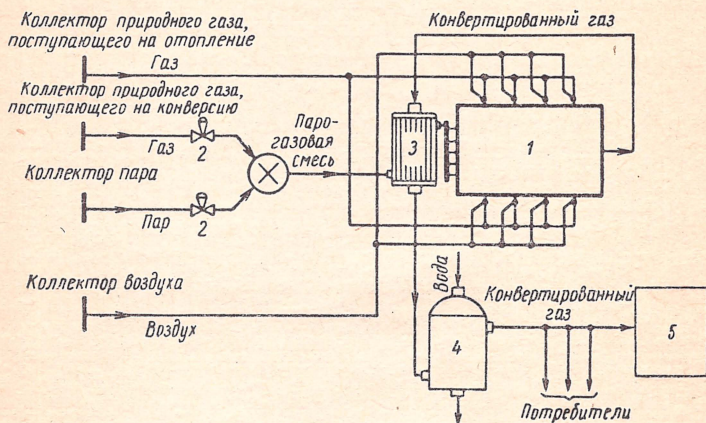 Коллектор природного газа,
поступающего на отопление
Газ
Коллектор природного газа,
поступающего на конверсию
Газ
2
Коллектор пара
Пар
2
Паро-
газовая
смесь
Конвертированный газ
3
1
Коллектор воздуха
Воздух
Вода
4
Конвертированный
газ
5
Потребители